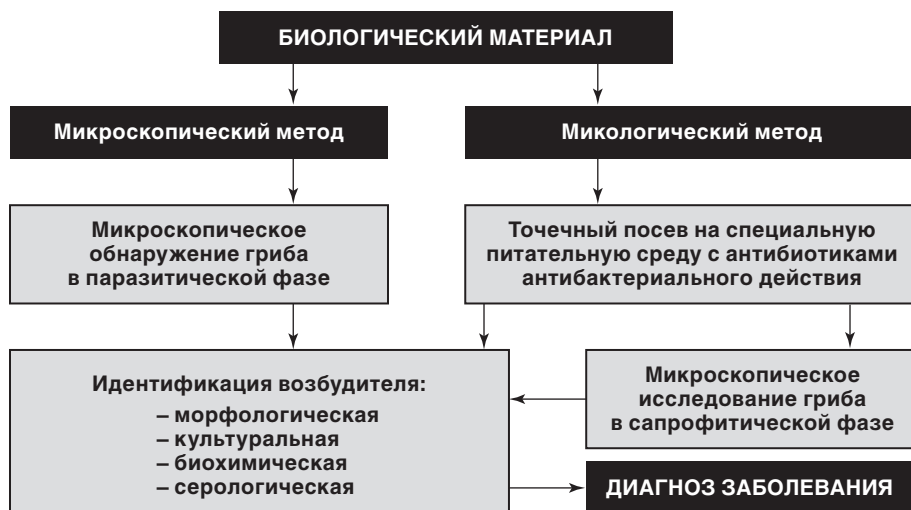 БИОЛОГИЧЕСКИЙ МАТЕРИАЛ
Микроскопический метод
Микологический метод
Микроскопическое
обнаружение гриба
в паразитической фазе
Точечный посев на специальную
питательную среду с антибиотиками
антибактериального действия
Идентификация возбудителя:
– морфологическая
– культуральная
– биохимическая
– серологическая
Микроскопическое
исследование гриба
в сапрофитической фазе
ДИАГНОЗ ЗАБОЛЕВАНИЯ